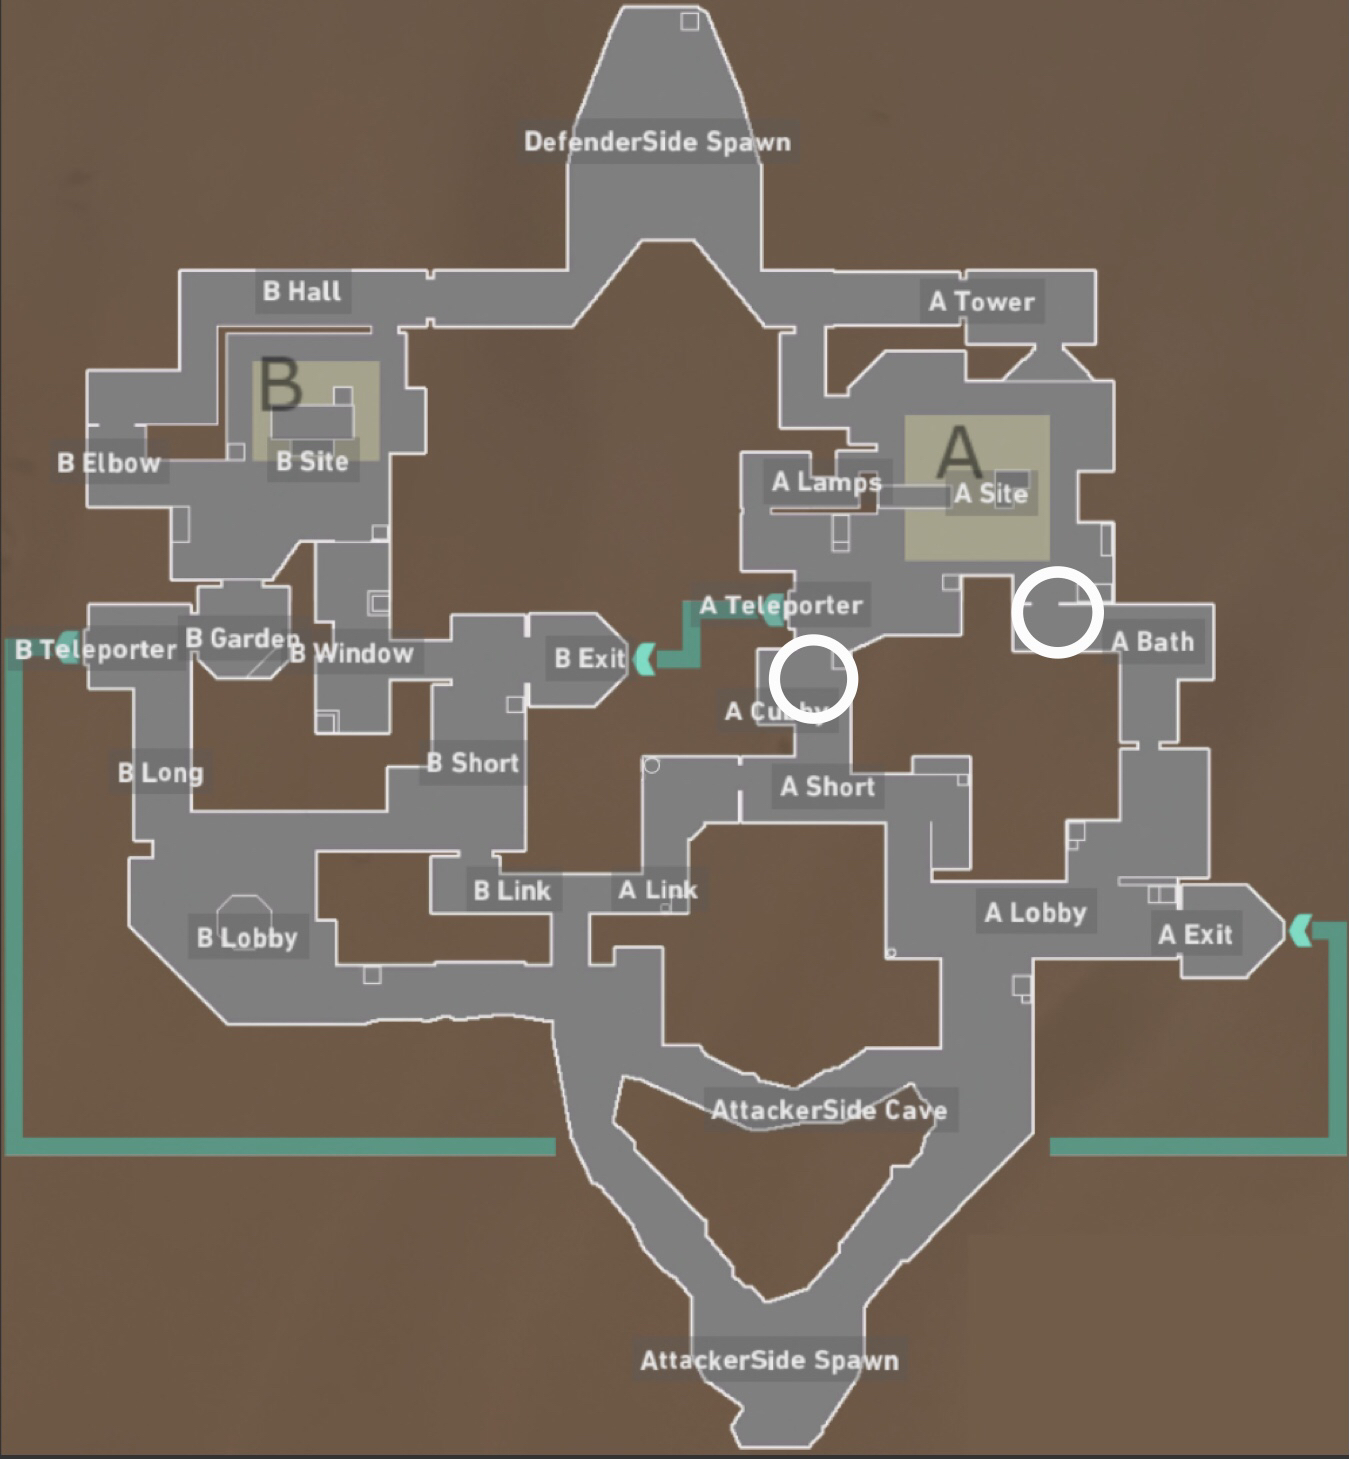 DefenderSide Spawn
B Hall
A Tower
B
A
B Elbow
B Site
A Lamps
A Site
A Teleporter
B Teleporter
B Garden
B Window
B Exit
A Bath
A Cubby
B Long
B Short
A Short
B Link
A Link
B Lobby
A Lobby
A Exit
AttackerSide Cave
AttackerSide Spawn